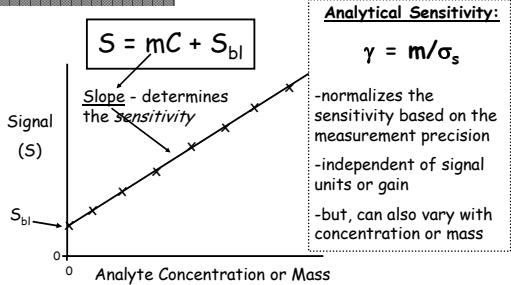 S = mC + Sbl
Slope - determines
the sensitivity
Signal
(S)
Sbl
0
0
Analyte Concentration or Mass
Analytical Sensitivity:
γ = m/σs
-normalizes the
sensitivity based on the
measurement precision
-independent of signal
units or gain
-but, can also vary with
concentration or mass